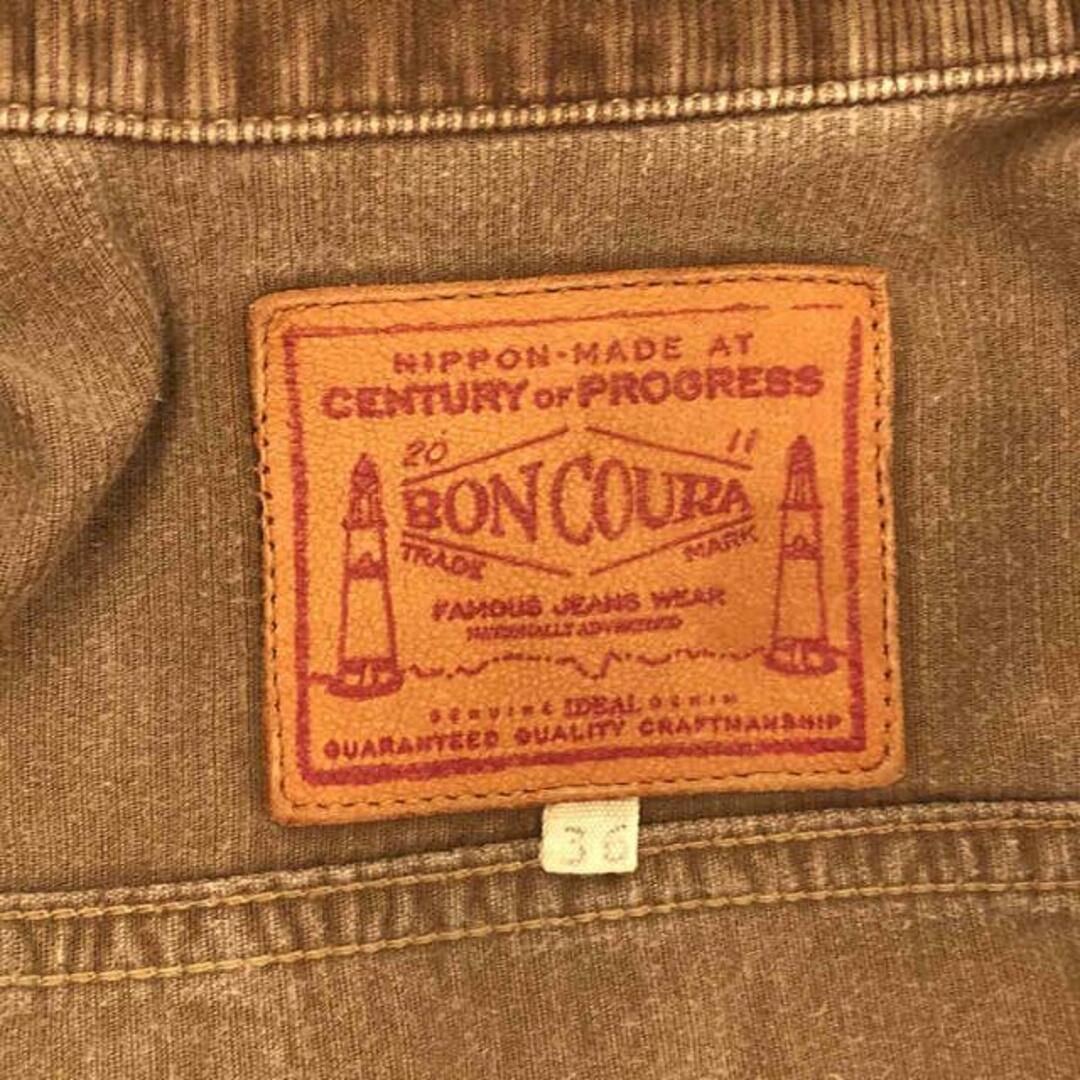 NIPPON-MADE AT
CENTURY OF PROGRESS
20 11
BON COURA
TRADE MARK
FAMOUS JEANS WEAR
NATIONALLY ADVERTISED
GENUINE IDEAL DENIM
GUARANTEED QUALITY CRAFTMANSHIP
36